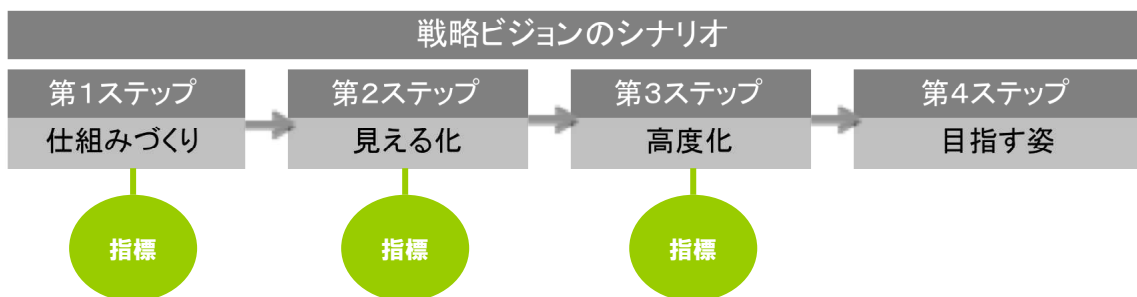 戦略ビジョンのシナリオ
第1ステップ
仕組みづくり
第2ステップ
見える化
第3ステップ
高度化
第4ステップ
目指す姿
指標
指標
指標